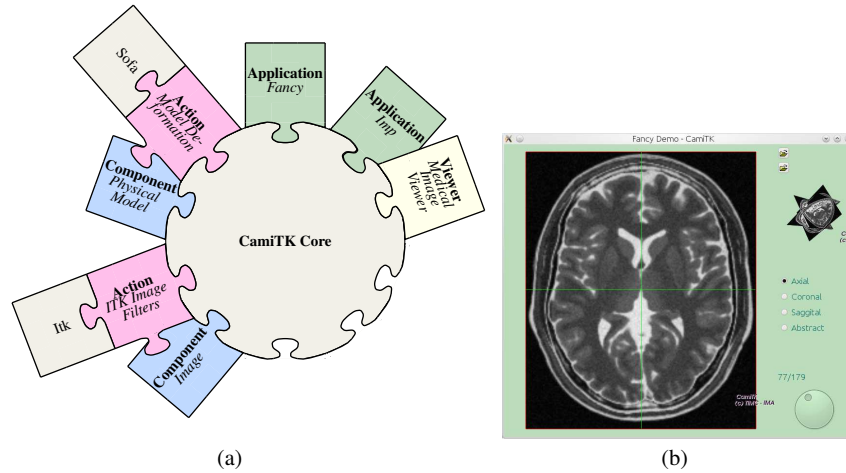 Sofa
Action
Model De-
formation
Application
Fancy
Application
Imp
Viewer
Medical
Image
Viewer
Component
Physical
Model
CamiTK Core
Itk
Action
ITK Image
Filters
Component
Image
(a)
Fancy Demo - CamiTK
Axial
Coronal
Saggital
Abstract
77/179
CamiTK
(c) TIMC - IMA
(b)